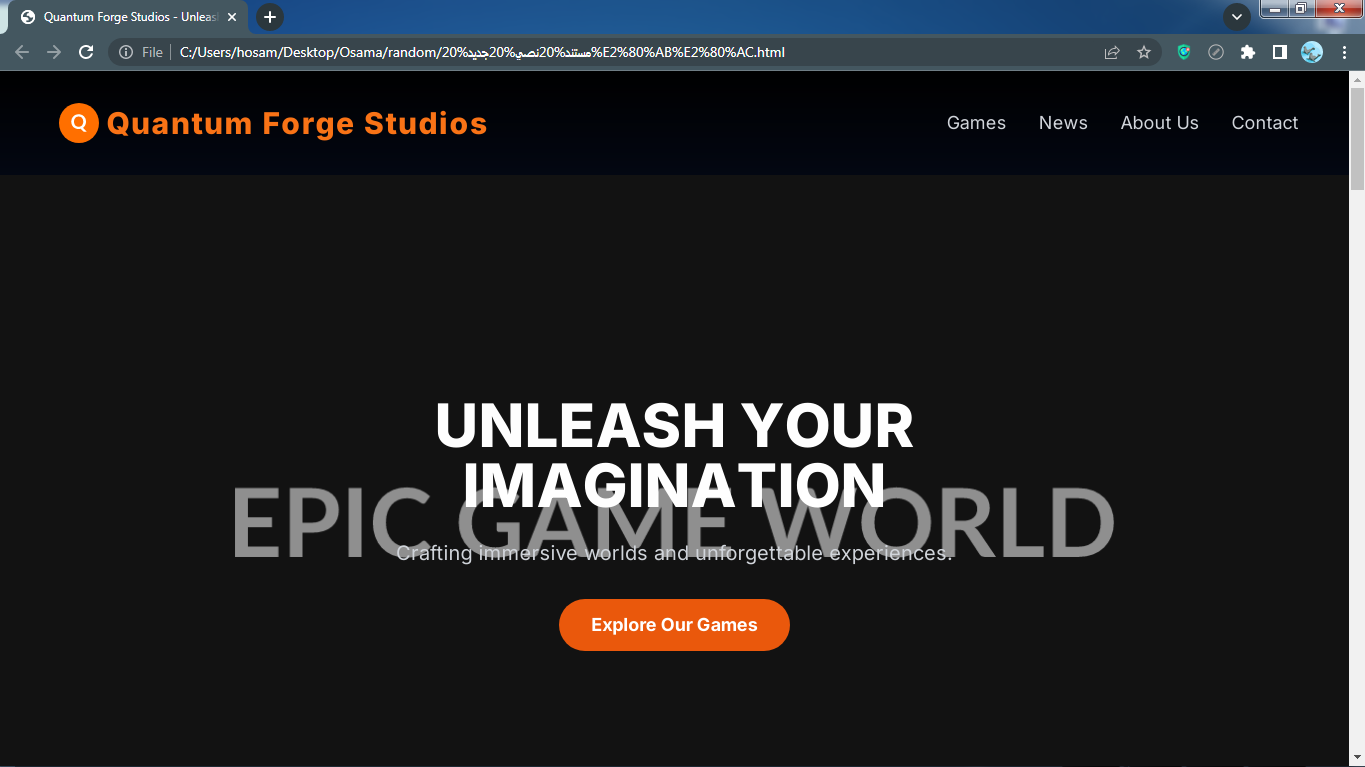 Quantum Forge Studios - Unleas
File
C:/Users/hosam/Desktop/Osama/random/20%مستند%20نصي%20جديد%E2%80%AB%E2%80%AC.html
Q Quantum Forge Studios
Games News About Us Contact
UNLEASH YOUR
IMAGINATION
EPIC GAME WORLD
Crafting immersive worlds and unforgettable experiences.
Explore Our Games